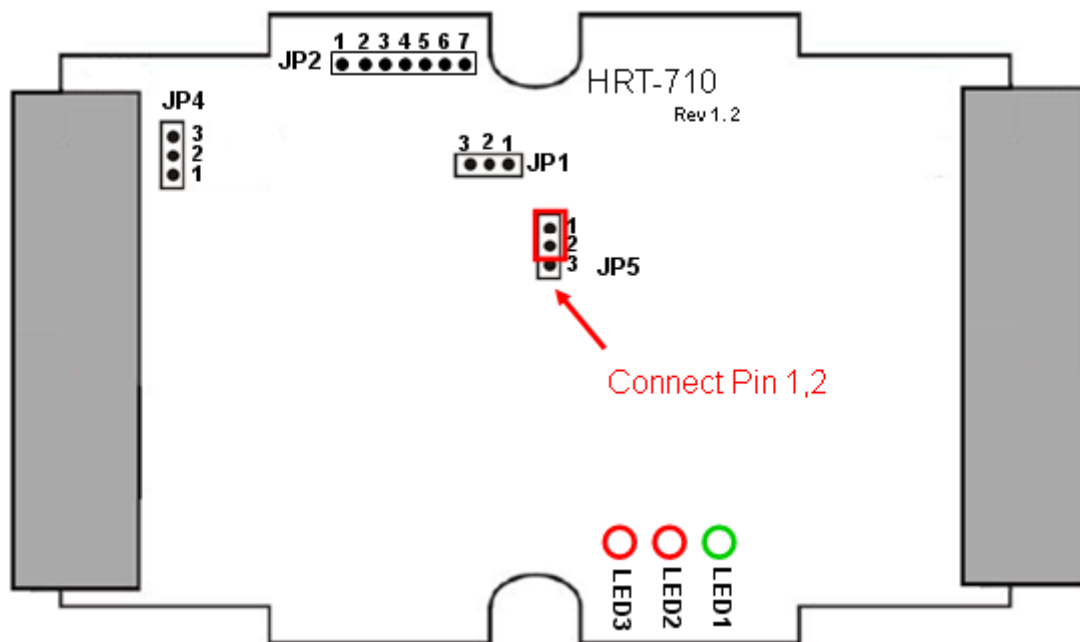 1 2 3 4 5 6 7
JP2
HRT-710
Rev 1.2
JP4
3
2
1
3 2 1
JP1
1
2
3
JP5
Connect Pin 1,2
LED3
LED2
LED1